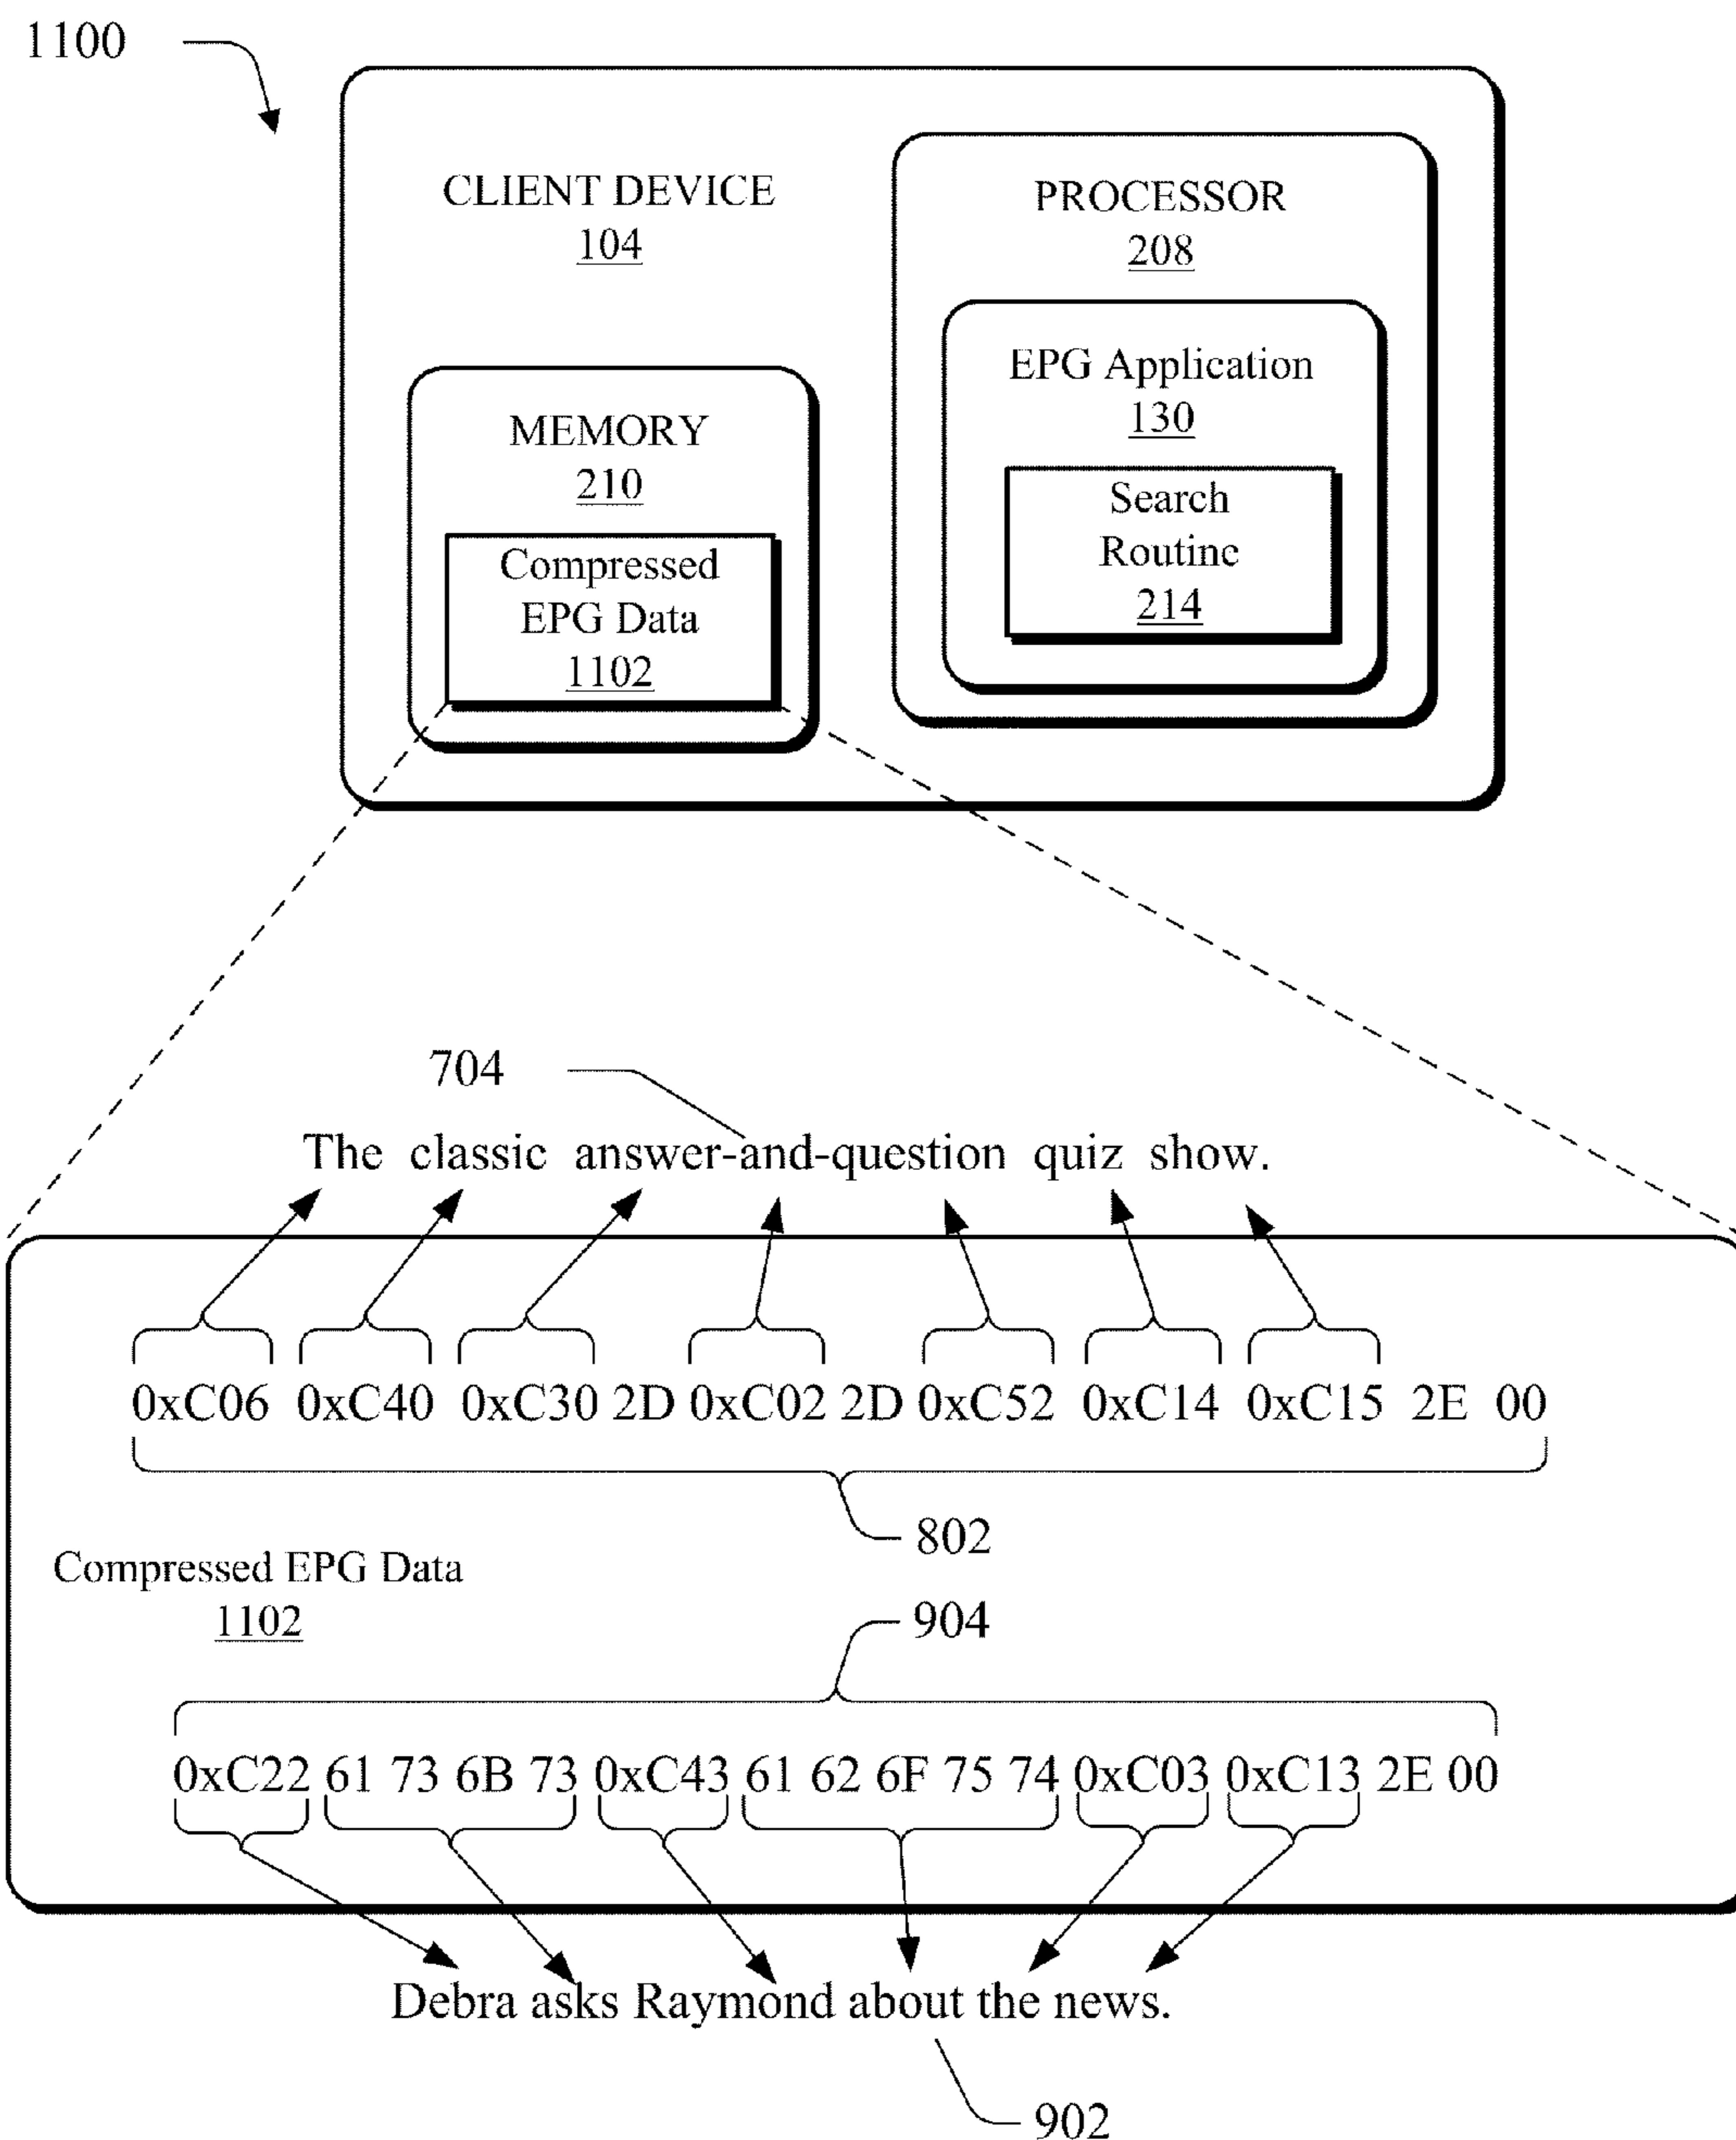 1100
CLIENT DEVICE
104
PROCESSOR
208
EPG Application
130
Search
Routine
214
MEMORY
210
Compressed
EPG Data
1102
704
The classic answer-and-question quiz show.
0xC06 0xC40 0xC30 2D 0xC02 2D 0xC52 0xC14 0xC15 2E 00
802
Compressed EPG Data
1102
904
0xC22 61 73 6B 73 0xC43 61 62 6F 75 74 0xC03 0xC13 2E 00
Debra asks Raymond about the news.
902